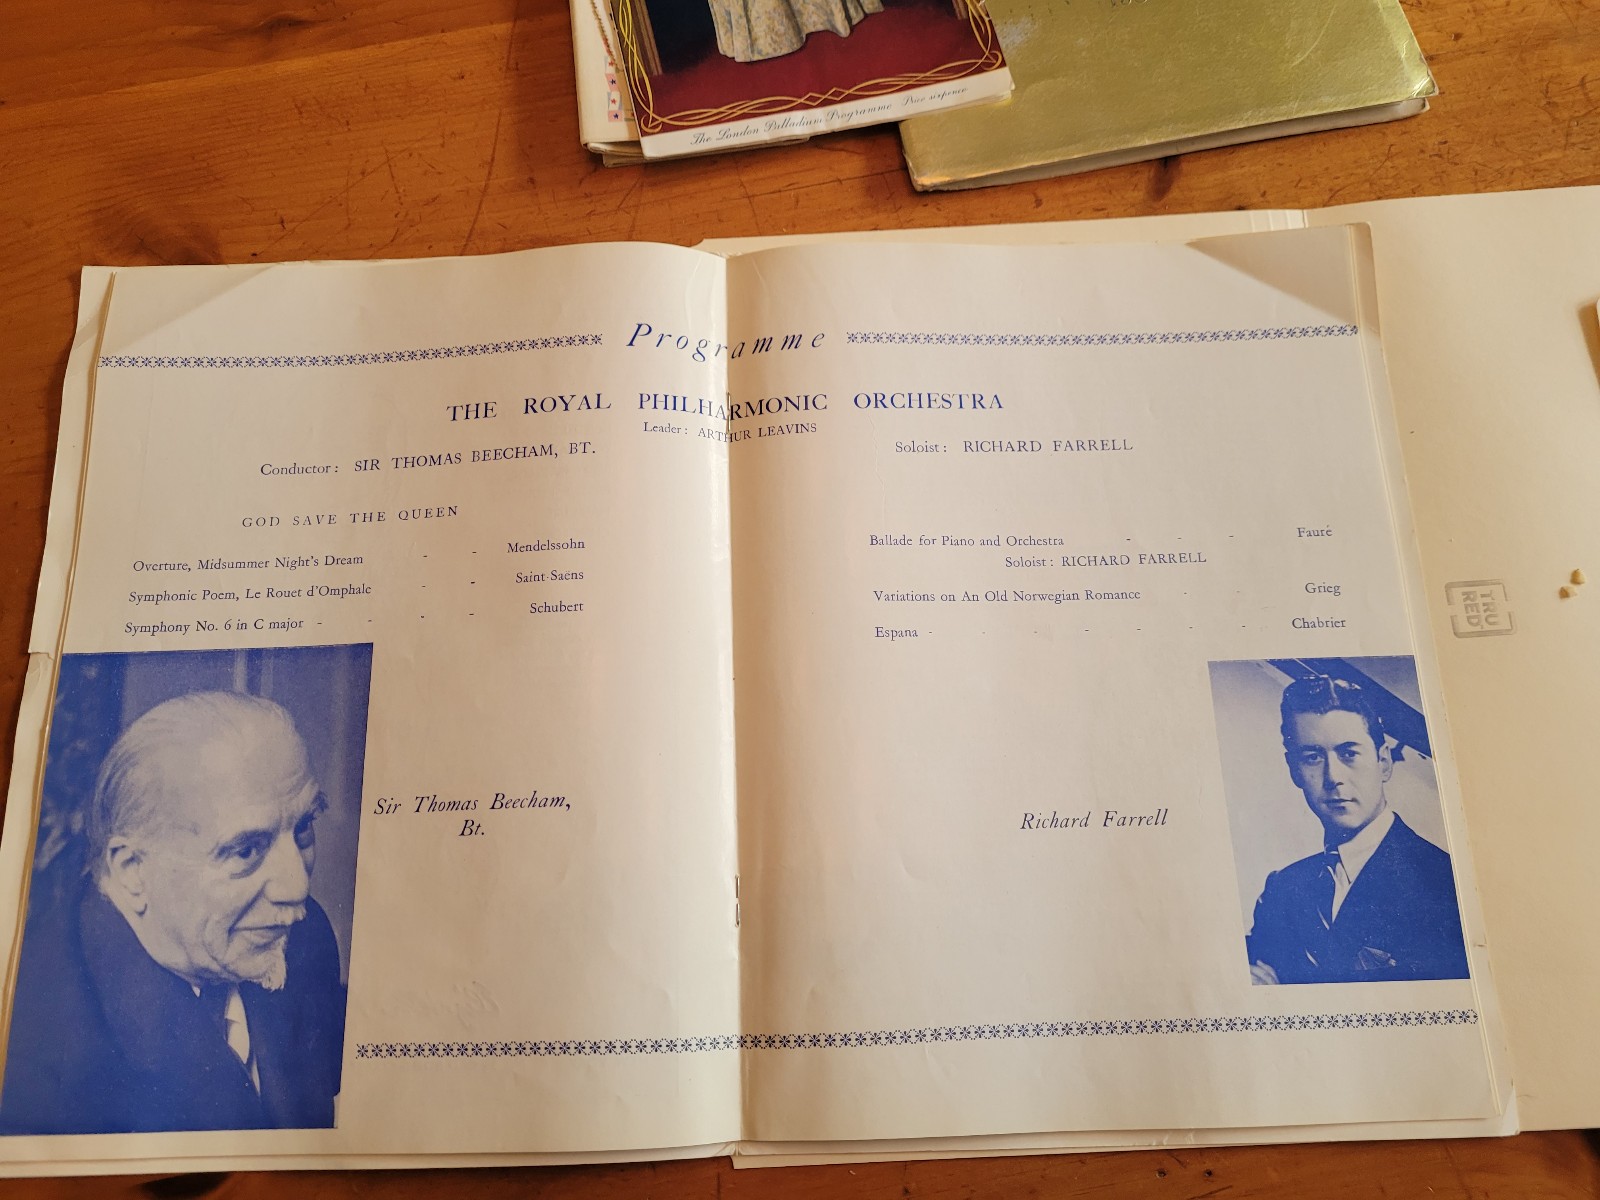 The London Palladium Programme Price sixpence
Programme
THE ROYAL PHILHARMONIC ORCHESTRA
Leader: ARTHUR LEAVINS
Conductor: SIR THOMAS BEECHAM, BT.
GOD SAVE THE QUEEN
Overture, Midsummer Night's Dream - - Mendelssohn
Symphonic Poem, Le Rouet d'Omphale - - Saint-Saëns
Symphony No. 6 in C major - - - - Schubert
Sir Thomas Beecham,
Bt.
Soloist: RICHARD FARRELL
Ballade for Piano and Orchestra - - - Fauré
Soloist: RICHARD FARRELL
Variations on An Old Norwegian Romance - - Grieg
Espana - - - - - - - Chabrier
Richard Farrell
TRU
RED